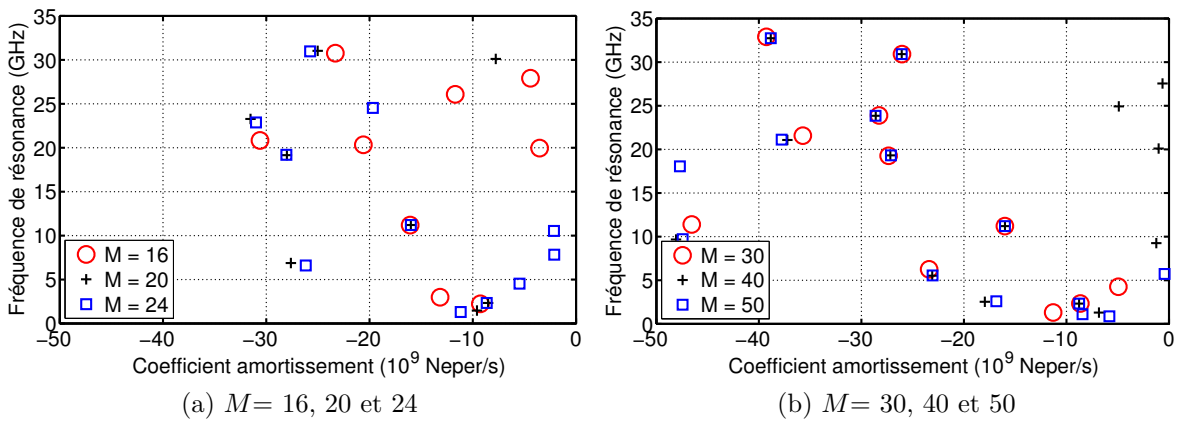 35
30
25
20
15
10
5
0
Fréquence de résonance (GHz)
M = 16
M = 20
M = 24
−50 −40 −30 −20 −10 0
Coefficient amortissement (10⁹ Neper/s)
(a) M= 16, 20 et 24
35
30
25
20
15
10
5
0
Fréquence de résonance (GHz)
M = 30
M = 40
M = 50
−50 −40 −30 −20 −10 0
Coefficient amortissement (10⁹ Neper/s)
(b) M= 30, 40 et 50